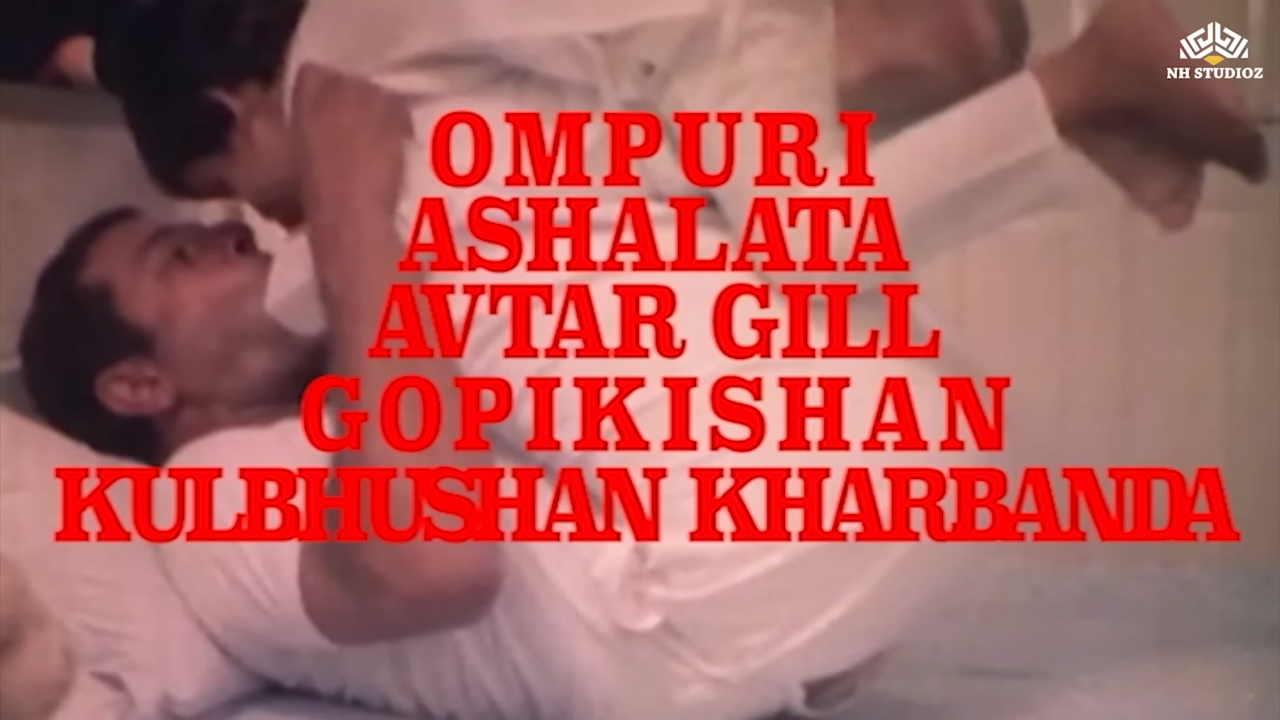 NH STUDIOZ
OMPURI
ASHALATA
AVTAR GILL
GOPIKISHAN
KULBHUSHAN KHARBANDA